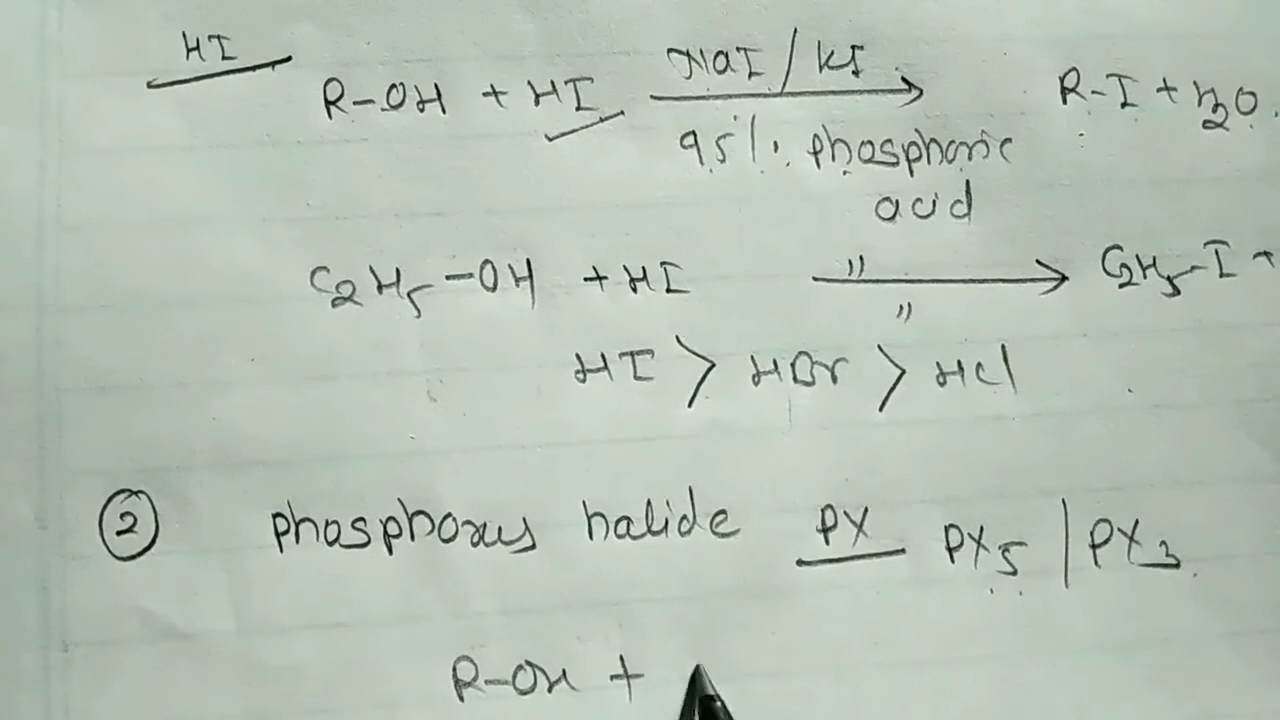 HI
R-OH + HI NaI / KI R-I + H2O.
95%. phosphoric
acid
C2H5-OH + HI " C2H5-I +
"
HI > HBr > HCl
2 phosphorus halide PX PX5 | PX3
R-OH +